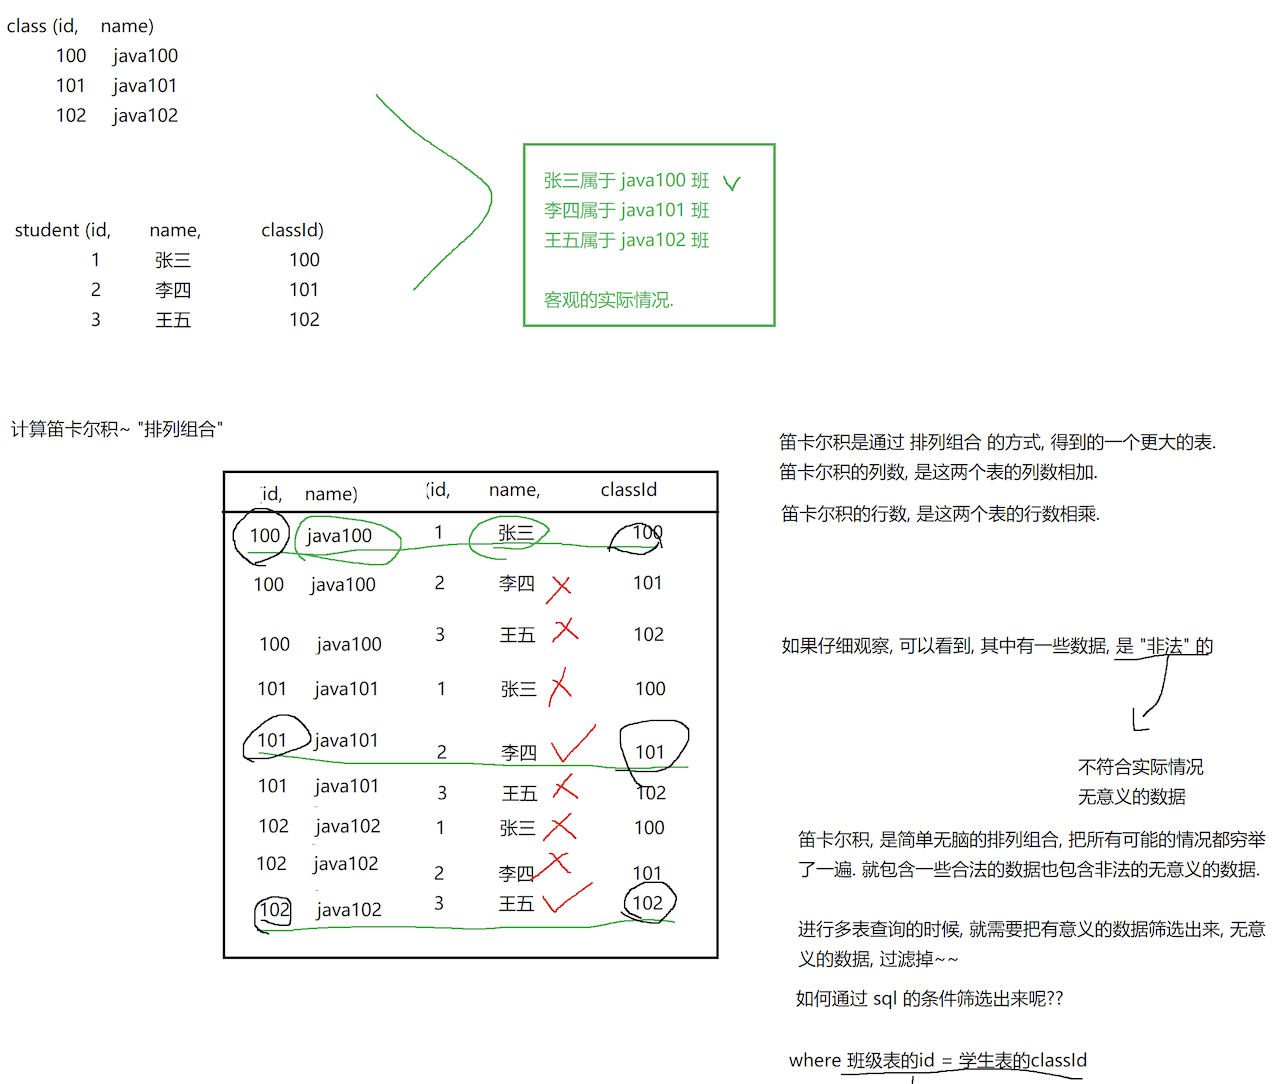 class (id, name)
100 java100
101 java101
102 java102
student (id, name, classId)
1 张三 100
2 李四 101
3 王五 102
张三属于 java100 班
李四属于 java101 班
王五属于 java102 班
客观的实际情况.
计算笛卡尔积~ "排列组合"
id, name) (id, name, classId
100 java100 1 张三 100
100 java100 2 李四 101
100 java100 3 王五 102
101 java101 1 张三 100
101 java101 2 李四 101
101 java101 3 王五 102
102 java102 1 张三 100
102 java102 2 李四 101
102 java102 3 王五 102
笛卡尔积是通过 排列组合 的方式, 得到的一个更大的表.
笛卡尔积的列数, 是这两个表的列数相加.
笛卡尔积的行数, 是这两个表的行数相乘.
如果仔细观察, 可以看到, 其中有一些数据, 是 "非法" 的
不符合实际情况
无意义的数据
笛卡尔积, 是简单无脑的排列组合, 把所有可能的情况都穷举
了一遍. 就包含一些合法的数据也包含非法的无意义的数据.
进行多表查询的时候, 就需要把有意义的数据筛选出来, 无意
义的数据, 过滤掉~~
如何通过 sql 的条件筛选出来呢??
where 班级表的id = 学生表的classId